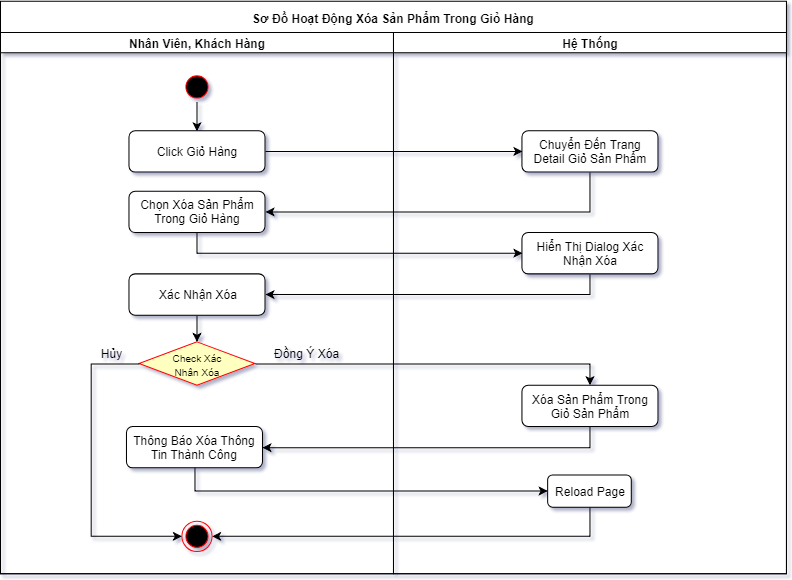 Sơ Đồ Hoạt Động Xóa Sản Phẩm Trong Giỏ Hàng
Nhân Viên, Khách Hàng
Hệ Thống
Click Giỏ Hàng
Chuyển Đến Trang
Detail Giỏ Sản Phẩm
Chọn Xóa Sản Phẩm
Trong Giỏ Hàng
Hiển Thị Dialog Xác
Nhận Xóa
Xác Nhận Xóa
Hủy
Check Xác
Nhận Xóa
Đồng Ý Xóa
Xóa Sản Phẩm Trong
Giỏ Sản Phẩm
Thông Báo Xóa Thông
Tin Thành Công
Reload Page